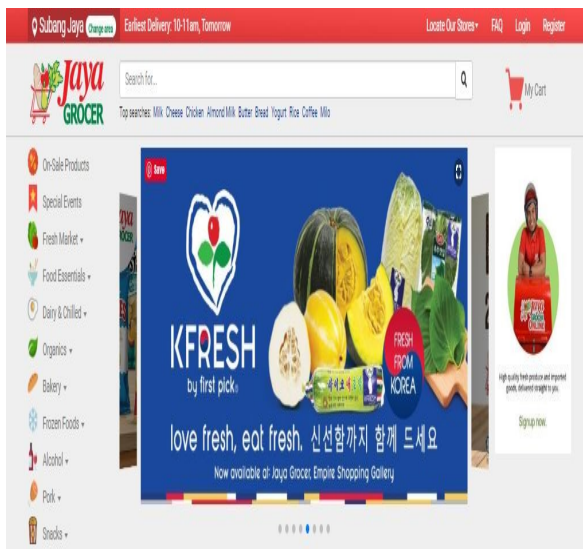 Subang Jaya Change area Earliest Delivery: 10-11am, Tomorrow Locate Our Stores FAQ Login Register
Jaya
GROCER
Search for...
My Cart
Top searches: Milk Cheese Chicken Almond Milk Butter Bread Yogurt Rice Coffee Milo
On-Sale Products
Special Events
Fresh Market
Food Essentials
Dairy & Chilled
Organics
Bakery
Frozen Foods
Alcohol
Pork
Snacks
Save
KFRESH
by first pick
FRESH
FROM
KOREA
love fresh, eat fresh. 신선함까지 함께 드세요
Now available at: Jaya Grocer, Empire Shopping Gallery
High quality fresh produce and imported
goods, delivered straight to you.
Signup now.